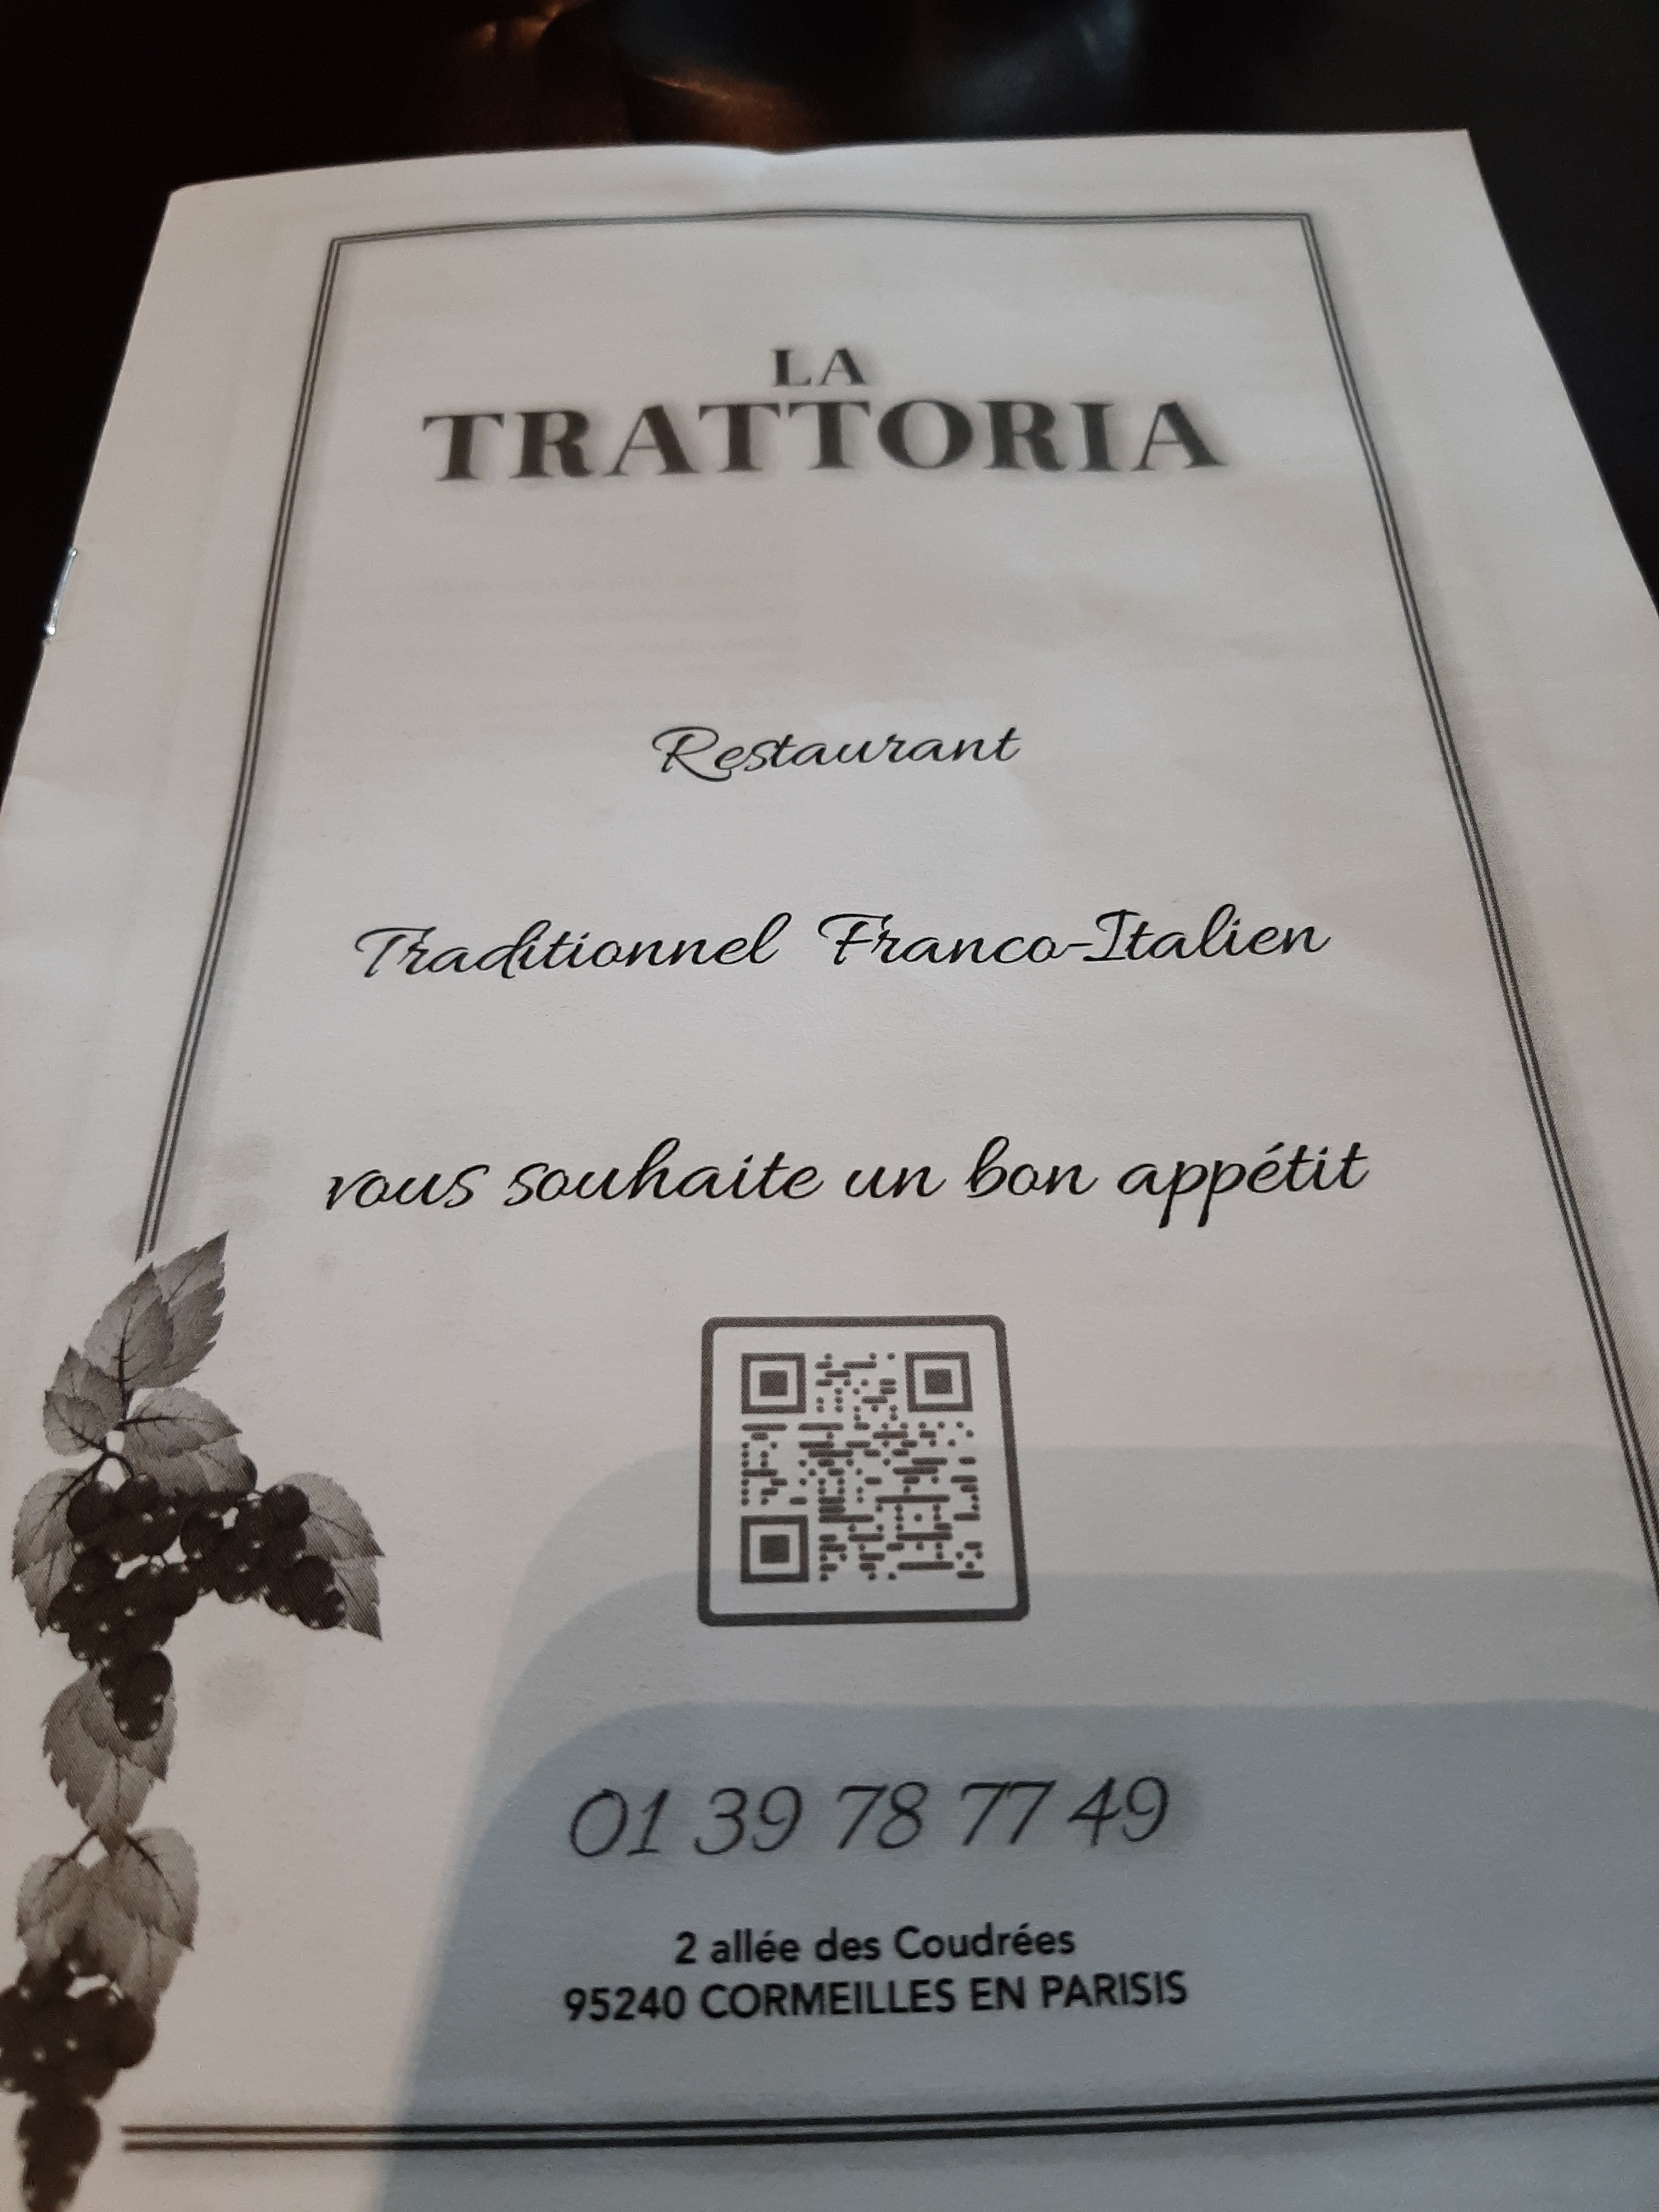 LA
TRATTORIA
Restaurant
Traditionnel Franco-Italien
vous souhaite un bon appétit
01 39 78 77 49
2 allée des Coudrées
95240 CORMEILLES EN PARISIS